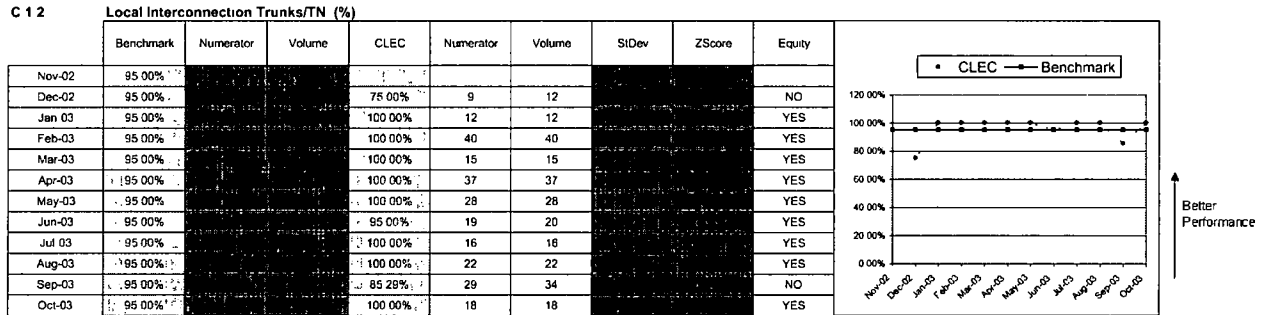 C 1 2 Local Interconnection Trunks/TN (%)
Benchmark Numerator Volume CLEC Numerator Volume StDev ZScore Equity
Nov-02 95 00%
Dec-02 95 00% 75 00% 9 12 NO
Jan 03 95 00% 100 00% 12 12 YES
Feb-03 95 00% 100 00% 40 40 YES
Mar-03 95 00% 100 00% 15 15 YES
Apr-03 95 00% 100 00% 37 37 YES
May-03 95 00% 100 00% 28 28 YES
Jun-03 95 00% 95 00% 19 20 YES
Jul 03 95 00% 100 00% 16 16 YES
Aug-03 95 00% 100 00% 22 22 YES
Sep-03 95 00% 85 29% 29 34 NO
Oct-03 95 00% 100 00% 18 18 YES
CLEC Benchmark
120 00%
100 00%
80 00%
60 00%
40 00%
20 00%
0 00%
Nov-02 Dec-02 Jan-03 Feb-03 Mar-03 Apr-03 May-03 Jun-03 Jul-03 Aug-03 Sep-03 Oct-03
Better
Performance